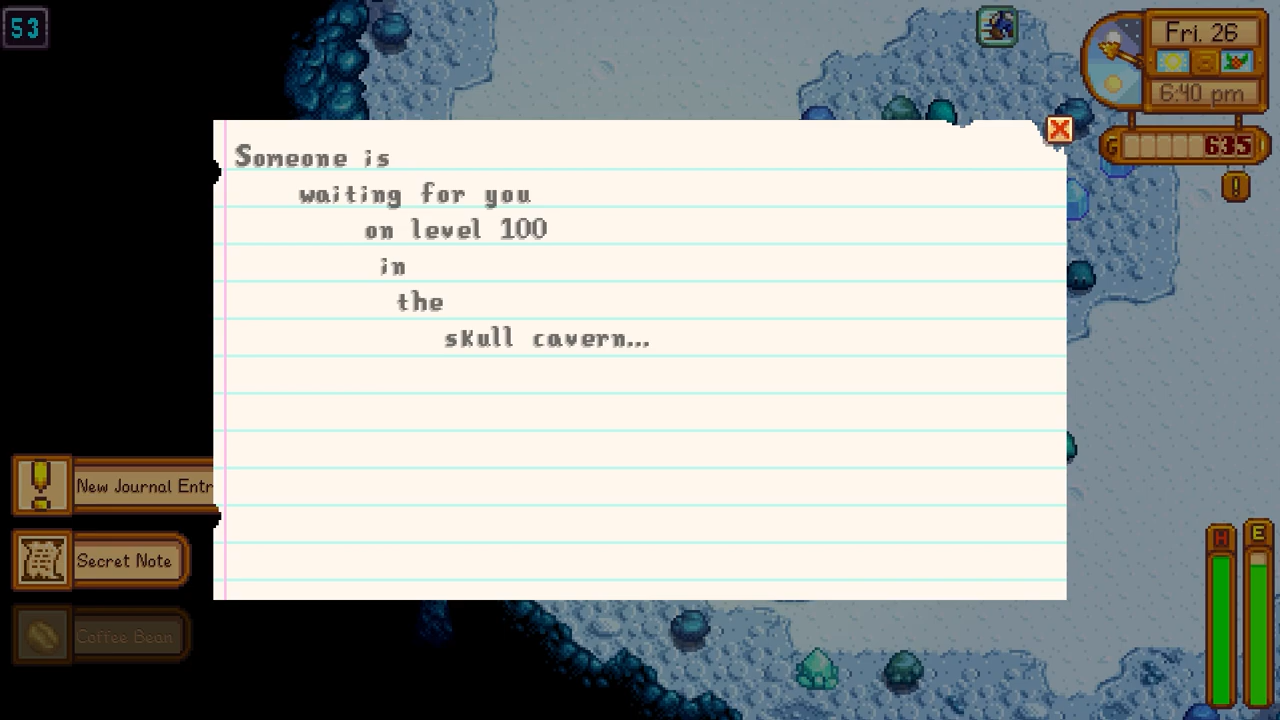 53
Fri. 26
6:40 pm
G 635
Someone is
waiting for you
on level 100
in
the
skull cavern...
New Journal Entr
Secret Note
Coffee Bean
H E